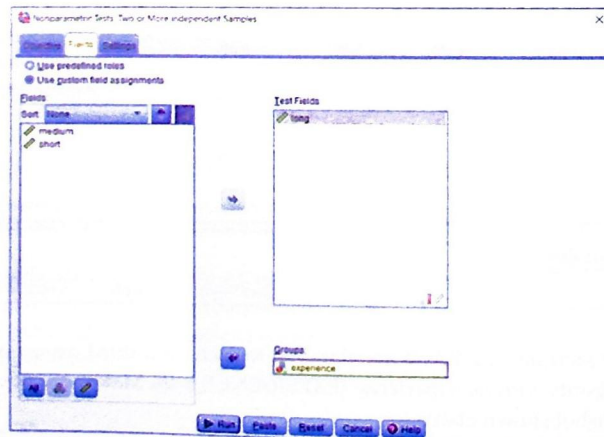 Nonparametric Tests: Two or More Independent Samples
Objective Fields Settings
Use predefined roles
Use custom field assignments
Fields:
Sort: None
medium
short
Test Fields:
long
Groups:
experience
All
Run Paste Reset Cancel Help